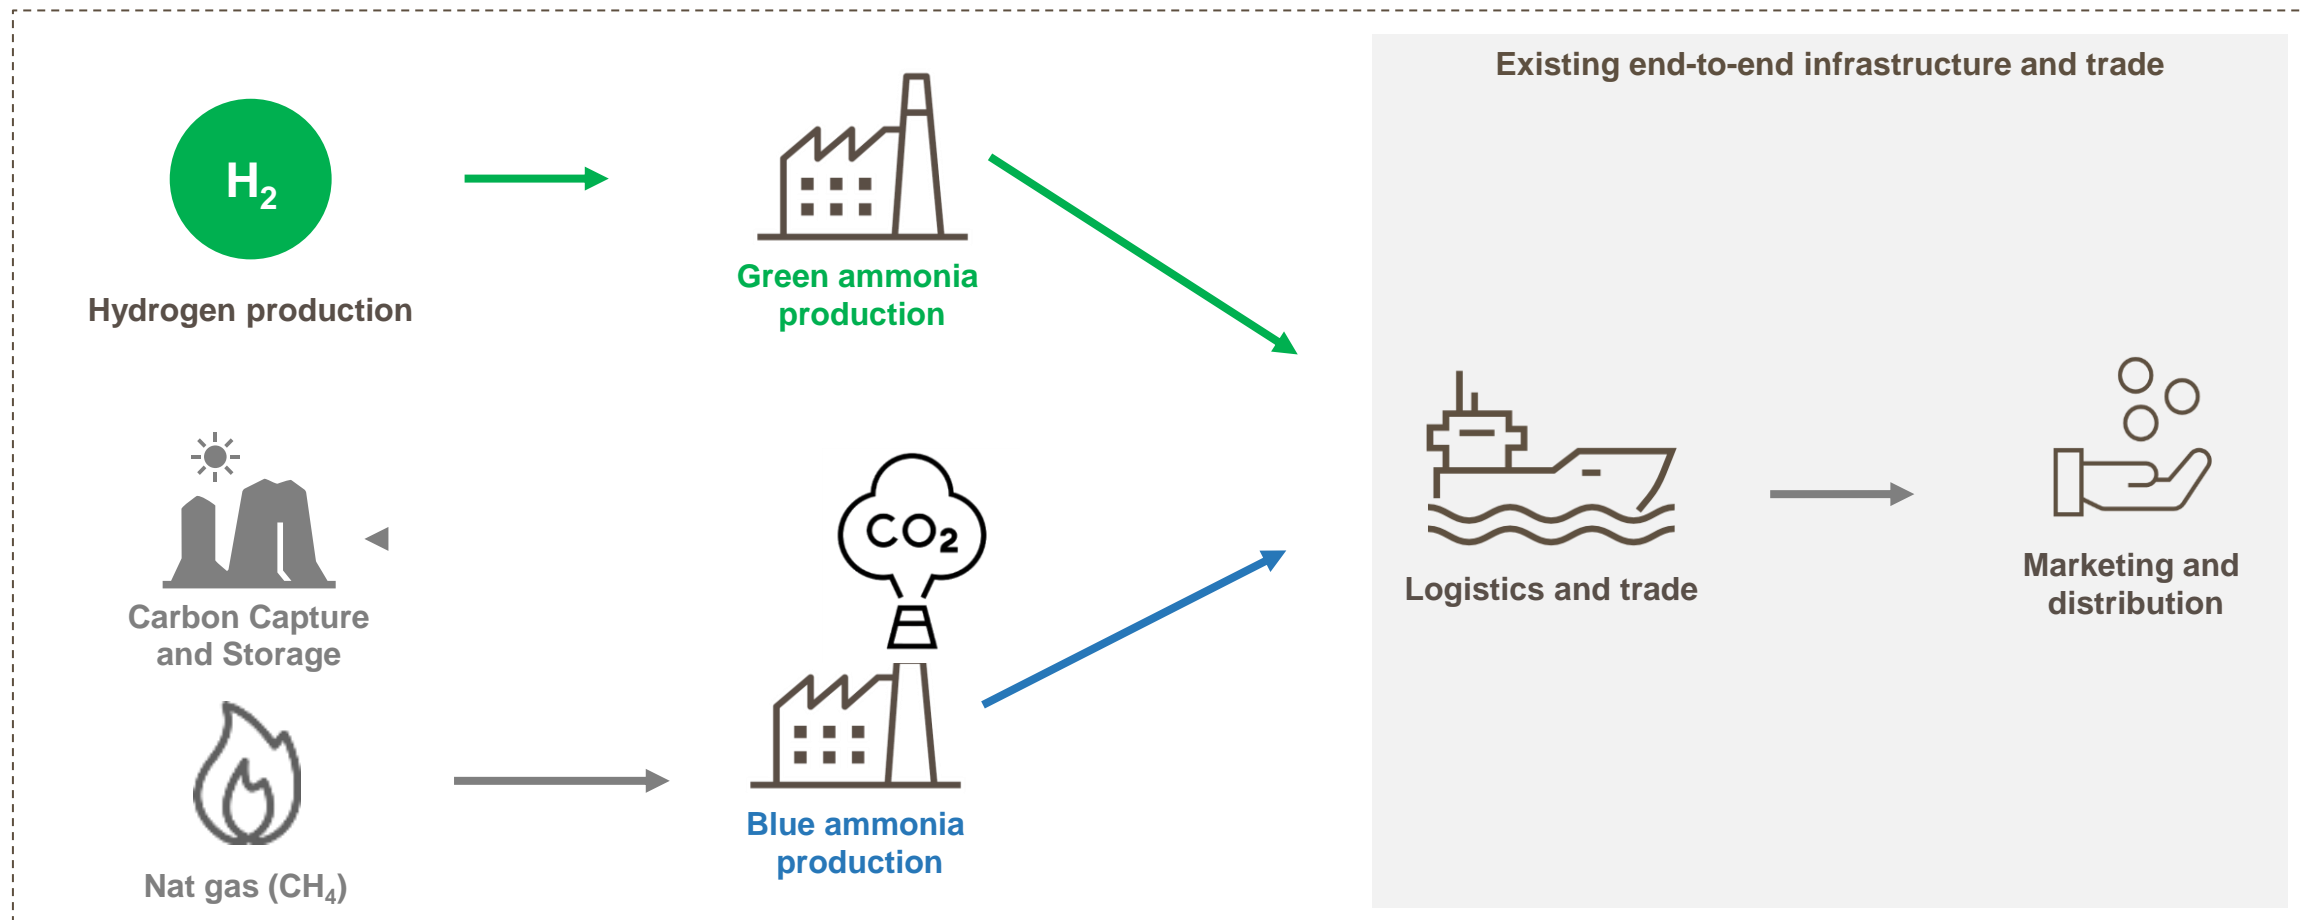 Existing end-to-end infrastructure and trade
H₂
Hydrogen production
Green ammonia
production
CO₂
Carbon Capture
and Storage
Logistics and trade
Marketing and
distribution
Nat gas (CH₄)
Blue ammonia
production